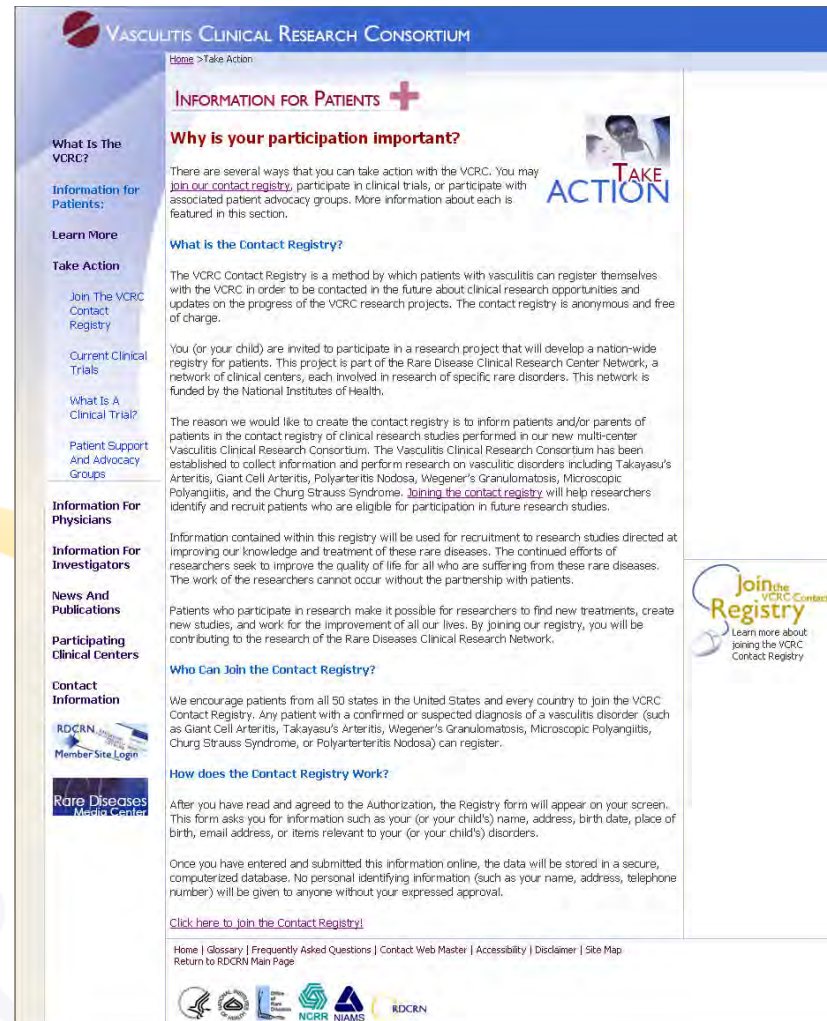 VASCULITIS CLINICAL RESEARCH CONSORTIUM
Home >Take Action
What Is The
VCRC?
Information for
Patients:
Learn More
Take Action
Join The VCRC
Contact
Registry
Current Clinical
Trials
What Is A
Clinical Trial?
Patient Support
And Advocacy
Groups
Information For
Physicians
Information For
Investigators
News And
Publications
Participating
Clinical Centers
Contact
Information
RDCRN
Member Site Login
Rare Diseases
Media Center
INFORMATION FOR PATIENTS
Why is your participation important?
TAKE
ACTION
There are several ways that you can take action with the VCRC. You may
join our contact registry, participate in clinical trials, or participate with
associated patient advocacy groups. More information about each is
featured in this section.
What is the Contact Registry?
The VCRC Contact Registry is a method by which patients with vasculitis can register themselves
with the VCRC in order to be contacted in the future about clinical research opportunities and
updates on the progress of the VCRC research projects. The contact registry is anonymous and free
of charge.
You (or your child) are invited to participate in a research project that will develop a nation-wide
registry for patients. This project is part of the Rare Disease Clinical Research Center Network, a
network of clinical centers, each involved in research of specific rare disorders. This network is
funded by the National Institutes of Health.
The reason we would like to create the contact registry is to inform patients and/or parents of
patients in the contact registry of clinical research studies performed in our new multi-center
Vasculitis Clinical Research Consortium. The Vasculitis Clinical Research Consortium has been
established to collect information and perform research on vasculitic disorders including Takayasu's
Arteritis, Giant Cell Arteritis, Polyarteritis Nodosa, Wegener's Granulomatosis, Microscopic
Polyangiitis, and the Churg Strauss Syndrome. Joining the contact registry will help researchers
identify and recruit patients who are eligible for participation in future research studies.
Information contained within this registry will be used for recruitment to research studies directed at
improving our knowledge and treatment of these rare diseases. The continued efforts of
researchers seek to improve the quality of life for all who are suffering from these rare diseases.
The work of the researchers cannot occur without the partnership with patients.
Patients who participate in research make it possible for researchers to find new treatments, create
new studies, and work for the improvement of all our lives. By joining our registry, you will be
contributing to the research of the Rare Diseases Clinical Research Network.
Who Can Join the Contact Registry?
We encourage patients from all 50 states in the United States and every country to join the VCRC
Contact Registry. Any patient with a confirmed or suspected diagnosis of a vasculitis disorder (such
as Giant Cell Arteritis, Takayasu's Arteritis, Wegener's Granulomatosis, Microscopic Polyangiitis,
Churg Strauss Syndrome, or Polyarterteritis Nodosa) can register.
How does the Contact Registry Work?
After you have read and agreed to the Authorization, the Registry form will appear on your screen.
This form asks you for information such as your (or your child's) name, address, birth date, place of
birth, email address, or items relevant to your (or your child's) disorders.
Once you have entered and submitted this information online, the data will be stored in a secure,
computerized database. No personal identifying information (such as your name, address, telephone
number) will be given to anyone without your expressed approval.
Click here to join the Contact Registry!
Join the
VCRC Contact
Registry
Learn more about
joining the VCRC
Contact Registry
Home | Glossary | Frequently Asked Questions | Contact Web Master | Accessibility | Disclaimer | Site Map
Return to RDCRN Main Page
Office
of
Rare
Diseases
NCRR NIAMS RDCRN